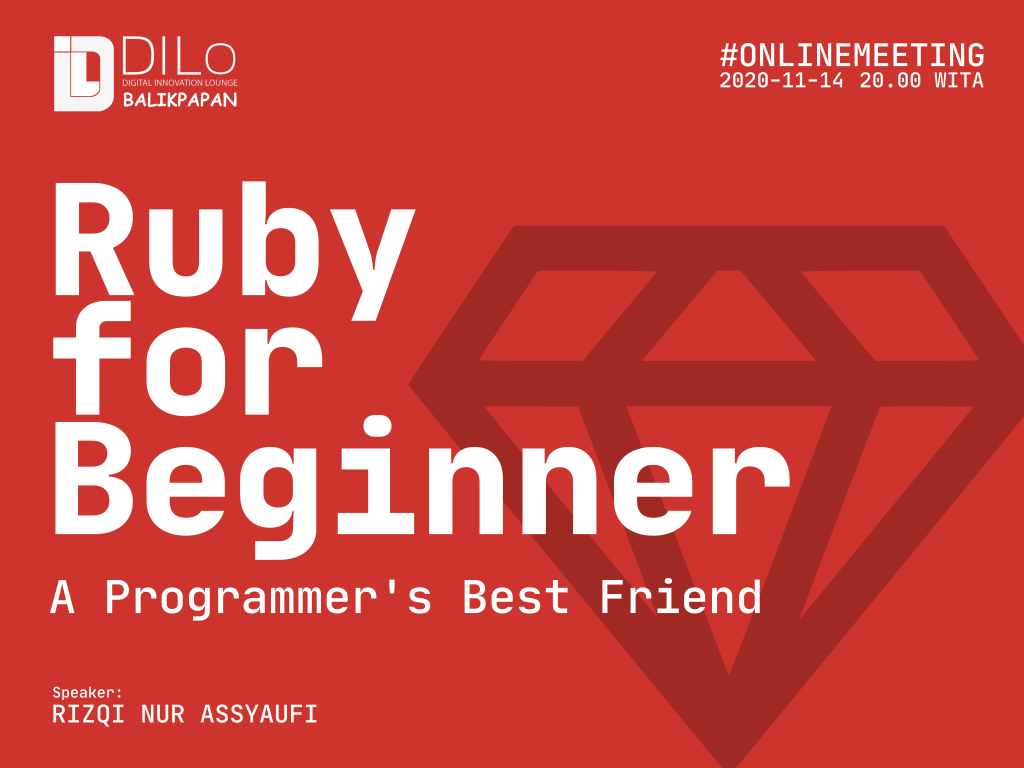 DILo
DIGITAL INNOVATION LOUNGE
BALIKPAPAN
#ONLINEMEETING
2020-11-14 20.00 WITA
Ruby
for
Beginner
A Programmer's Best Friend
Speaker:
RIZQI NUR ASSYAUFI